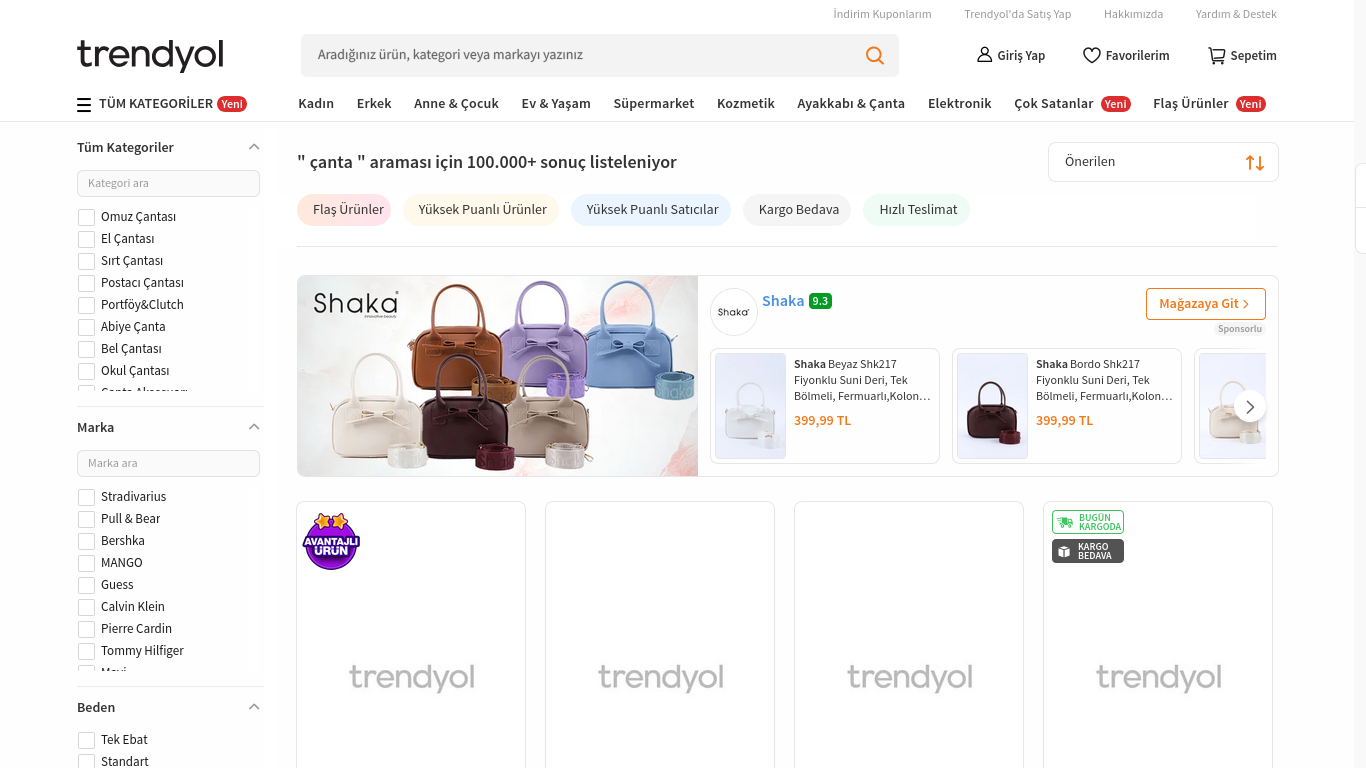 İndirim Kuponlarım Trendyol'da Satış Yap Hakkımızda Yardım & Destek
trendyol
Aradığınız ürün, kategori veya markayı yazınız
Giriş Yap Favorilerim Sepetim
TÜM KATEGORİLER Yeni
Kadın Erkek Anne & Çocuk Ev & Yaşam Süpermarket Kozmetik Ayakkabı & Çanta Elektronik Çok Satanlar Yeni Flaş Ürünler Yeni
Tüm Kategoriler
Kategori ara
Omuz Çantası
El Çantası
Sırt Çantası
Postacı Çantası
Portföy&Clutch
Abiye Çanta
Bel Çantası
Okul Çantası
Marka
Marka ara
Stradivarius
Pull & Bear
Bershka
MANGO
Guess
Calvin Klein
Pierre Cardin
Tommy Hilfiger
Beden
Tek Ebat
Standart
" çanta " araması için 100.000+ sonuç listeleniyor
Önerilen
Flaş Ürünler Yüksek Puanlı Ürünler Yüksek Puanlı Satıcılar Kargo Bedava Hızlı Teslimat
Shaka
innovative beauty
Shaka
Shaka 9.3
Mağazaya Git
Sponsorlu
Shaka Beyaz Shk217
Fiyonklu Suni Deri, Tek
Bölmeli, Fermuarlı,Kolon…
399,99 TL
Shaka Bordo Shk217
Fiyonklu Suni Deri, Tek
Bölmeli, Fermuarlı,Kolon…
399,99 TL
AVANTAJLI
ÜRÜN
trendyol
trendyol
trendyol
BUGÜN
KARGODA
KARGO
BEDAVA
trendyol